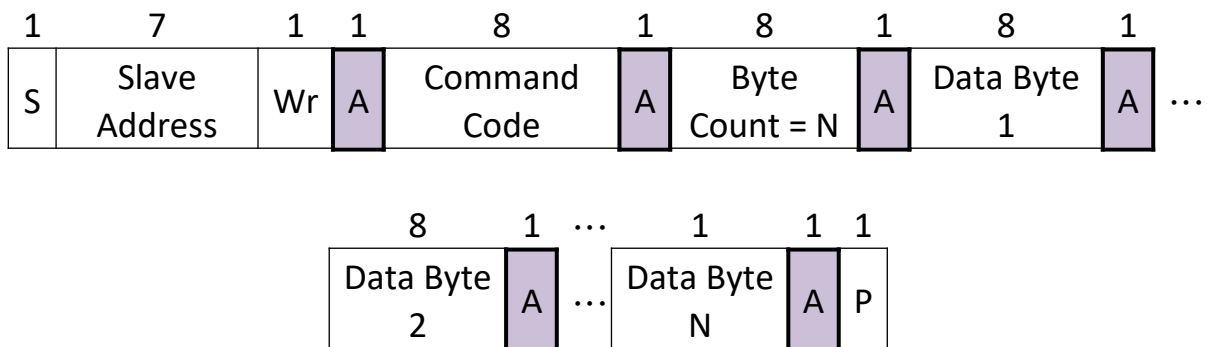 1 7 1 1 8 1 8 1 8 1
S Slave Address Wr A Command Code A Byte Count = N A Data Byte 1 A ...
8 1 ... 1 1 1
Data Byte 2 A ... Data Byte N A P